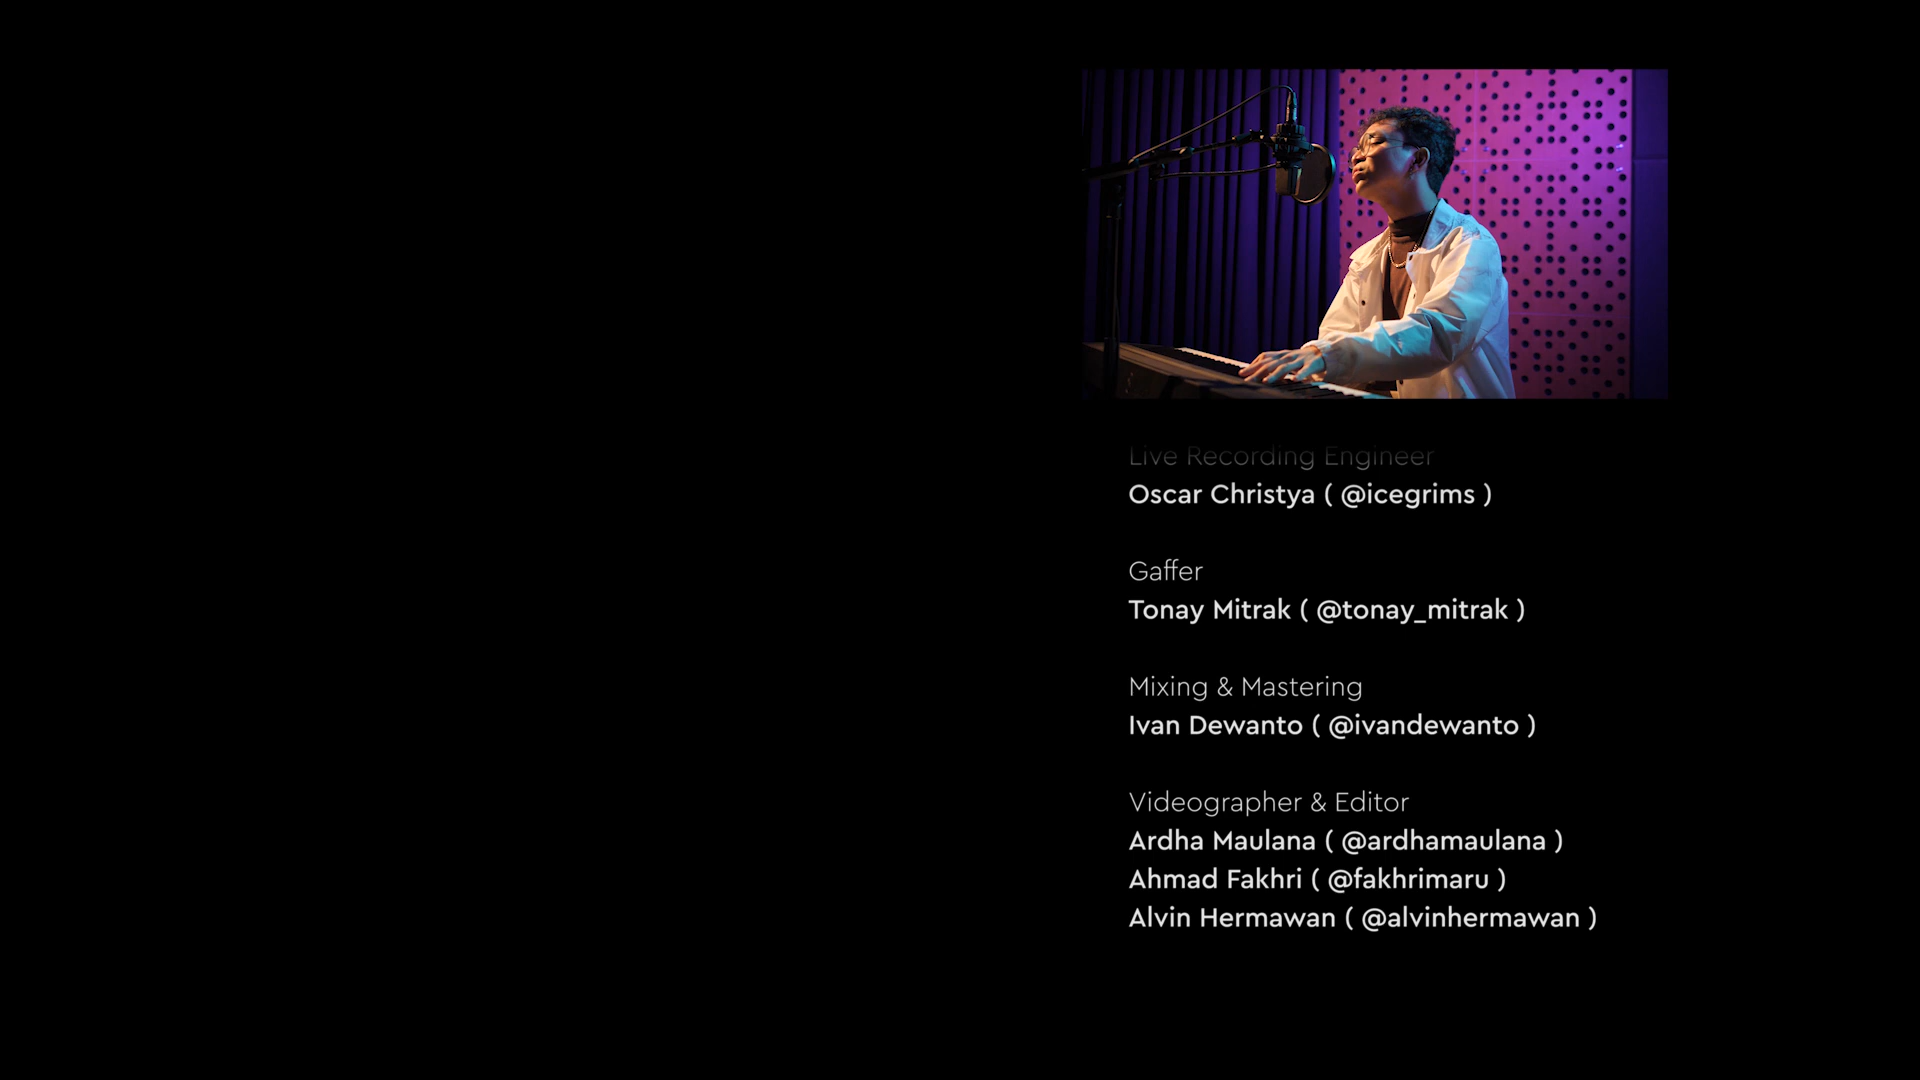 Live Recording Engineer
Oscar Christya ( @icegrims )
Gaffer
Tonay Mitrak ( @tonay_mitrak )
Mixing & Mastering
Ivan Dewanto ( @ivandewanto )
Videographer & Editor
Ardha Maulana ( @ardhamaulana )
Ahmad Fakhri ( @fakhrimaru )
Alvin Hermawan ( @alvinhermawan )